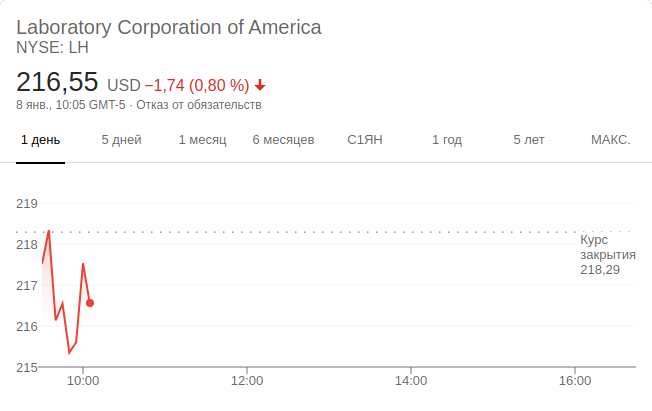 Laboratory Corporation of America
NYSE: LH
216,55 USD −1,74 (0,80 %)
8 янв., 10:05 GMT-5 · Отказ от обязательств
1 день 5 дней 1 месяц 6 месяцев С1ЯН 1 год 5 лет МАКС.
219
218
217
216
215
Курс
закрытия
218,29
10:00 12:00 14:00 16:00